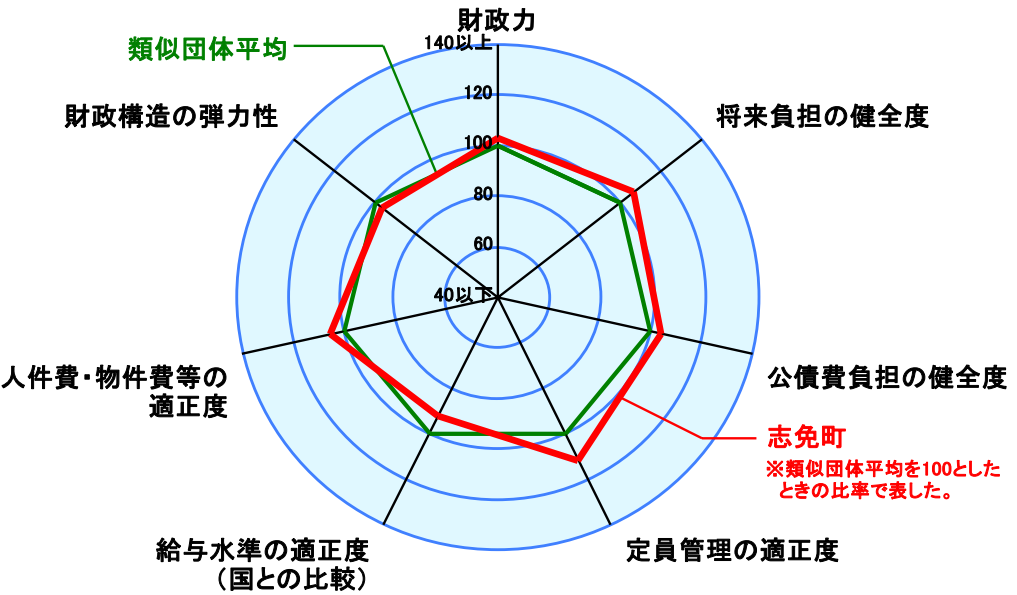 財政力
類似団体平均
140以上
120
100
80
60
40以下
財政構造の弾力性
将来負担の健全度
人件費・物件費等の
適正度
公債費負担の健全度
志免町
※類似団体平均を100とした
ときの比率で表した。
給与水準の適正度
（国との比較）
定員管理の適正度